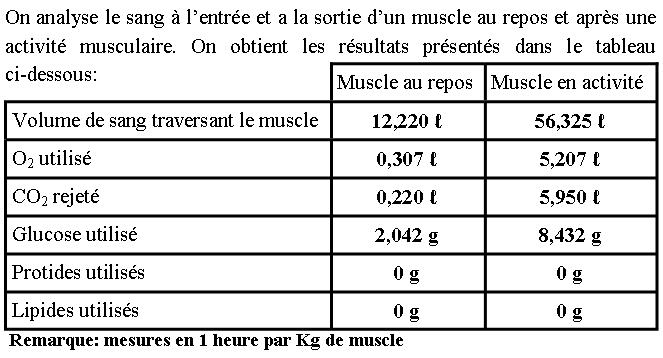 On analyse le sang à l'entrée et a la sortie d'un muscle au repos et après une
activité musculaire. On obtient les résultats présentés dans le tableau
ci-dessous:
Muscle au repos Muscle en activité
Volume de sang traversant le muscle 12,220 ℓ 56,325 ℓ
O₂ utilisé 0,307 ℓ 5,207 ℓ
CO₂ rejeté 0,220 ℓ 5,950 ℓ
Glucose utilisé 2,042 g 8,432 g
Protides utilisés 0 g 0 g
Lipides utilisés 0 g 0 g
Remarque: mesures en 1 heure par Kg de muscle